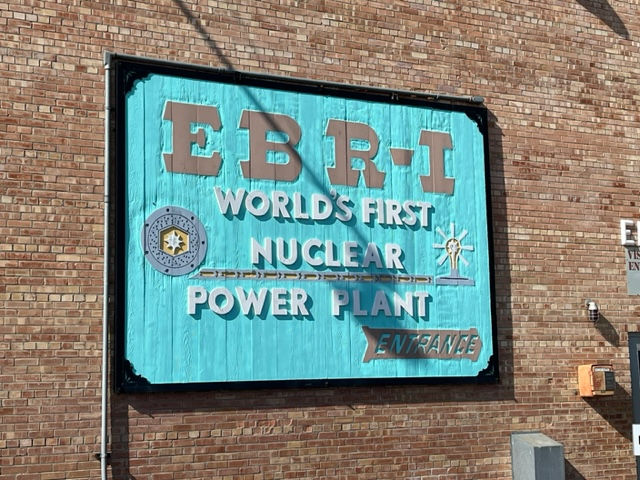 EBR-I
WORLD'S FIRST
NUCLEAR
POWER PLANT
ENTRANCE